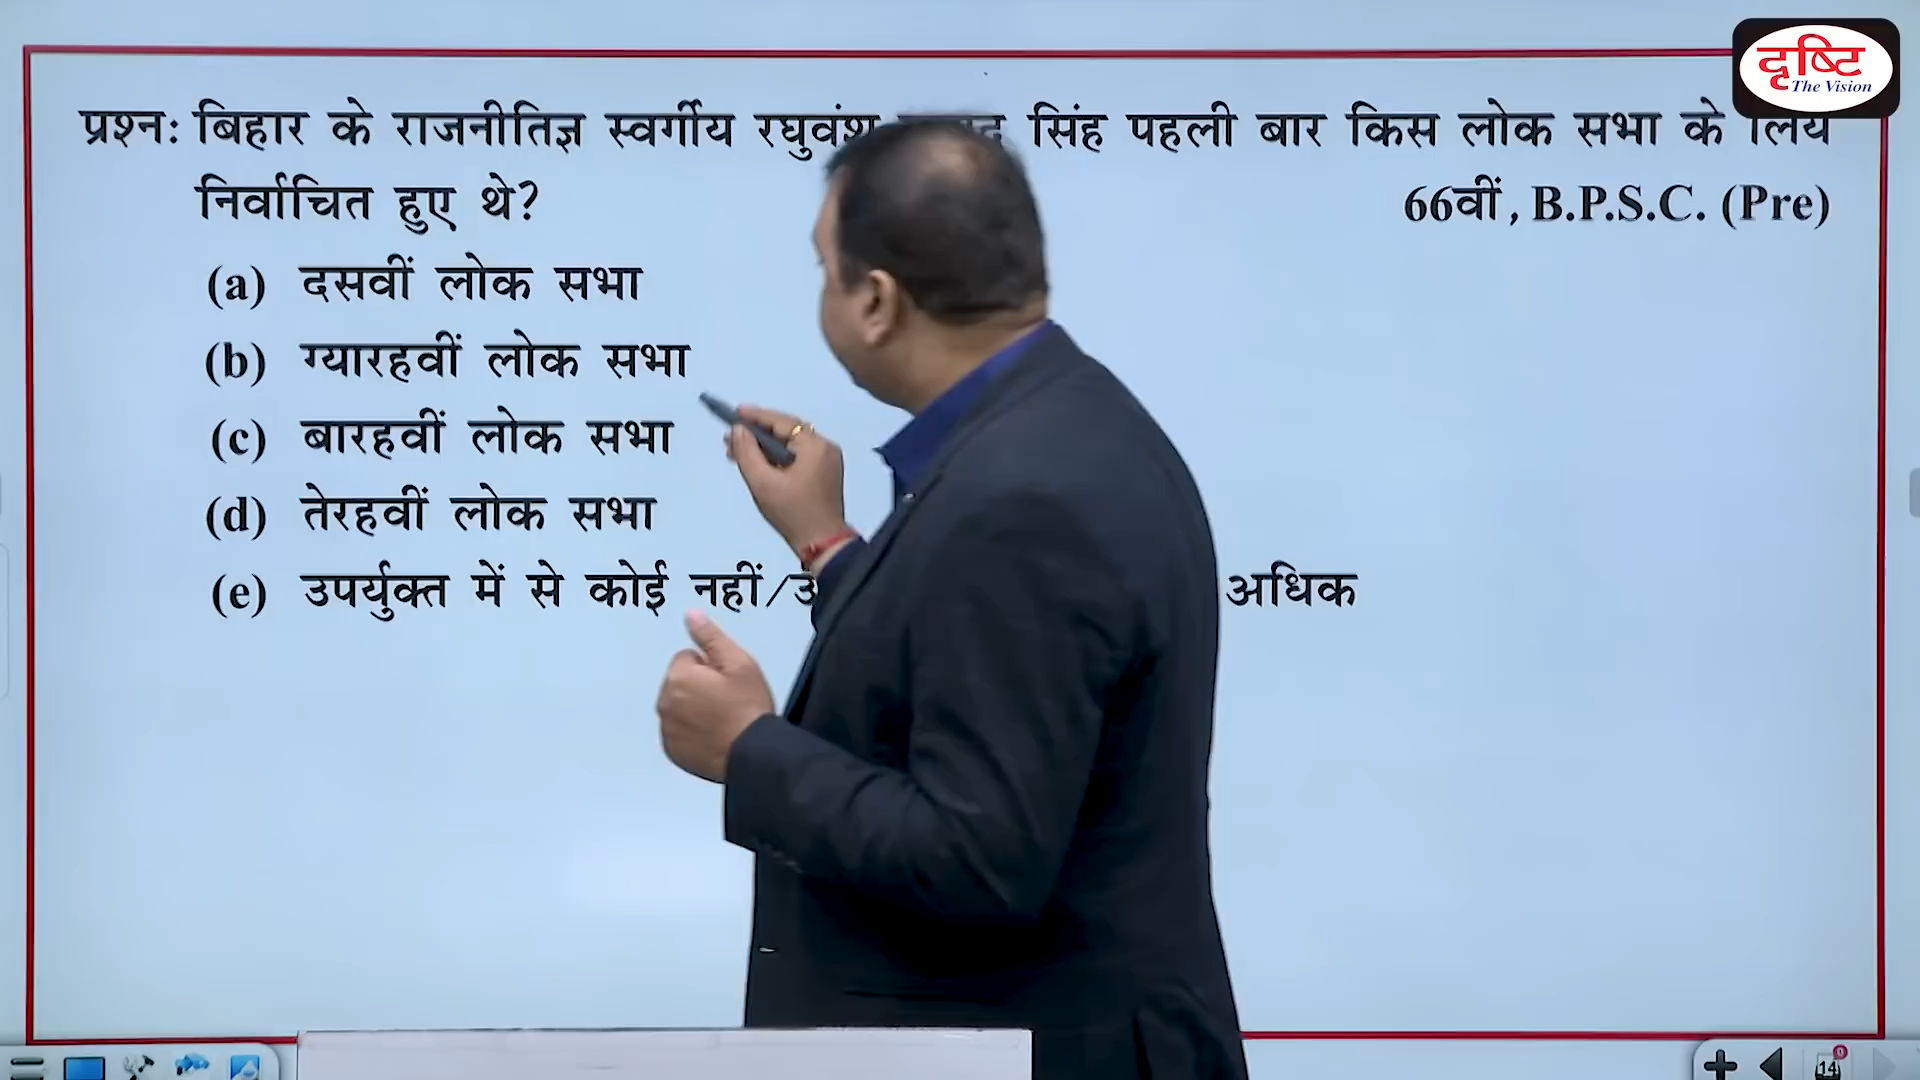 दृष्टि
The Vision
प्रश्न: बिहार के राजनीतिज्ञ स्वर्गीय रघुवंश सिंह पहली बार किस लोक सभा के लिये
निर्वाचित हुए थे? 66वीं, B.P.S.C. (Pre)
(a) दसवीं लोक सभा
(b) ग्यारहवीं लोक सभा
(c) बारहवीं लोक सभा
(d) तेरहवीं लोक सभा
(e) उपर्युक्त में से कोई नहीं/ अधिक
14